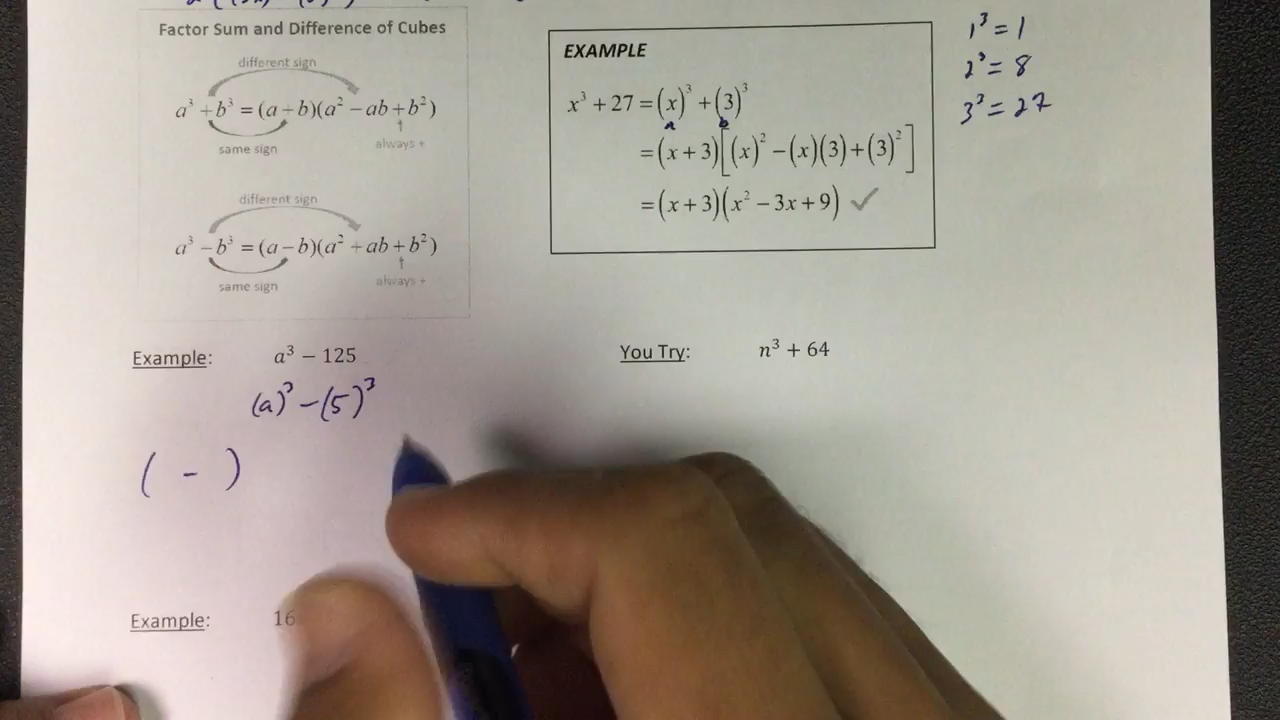 Factor Sum and Difference of Cubes
different sign
a³ + b³ = (a + b)(a² − ab + b²)
same sign
always +
different sign
a³ − b³ = (a − b)(a² + ab + b²)
same sign
always +
EXAMPLE
x³ + 27 = (x)³ + (3)³
a b
= (x + 3)[(x)² − (x)(3) + (3)²]
= (x + 3)(x² − 3x + 9) ✓
1³ = 1
2³ = 8
3³ = 27
Example: a³ − 125
(a)³ − (5)³
( − )
You Try: n³ + 64
Example: 16